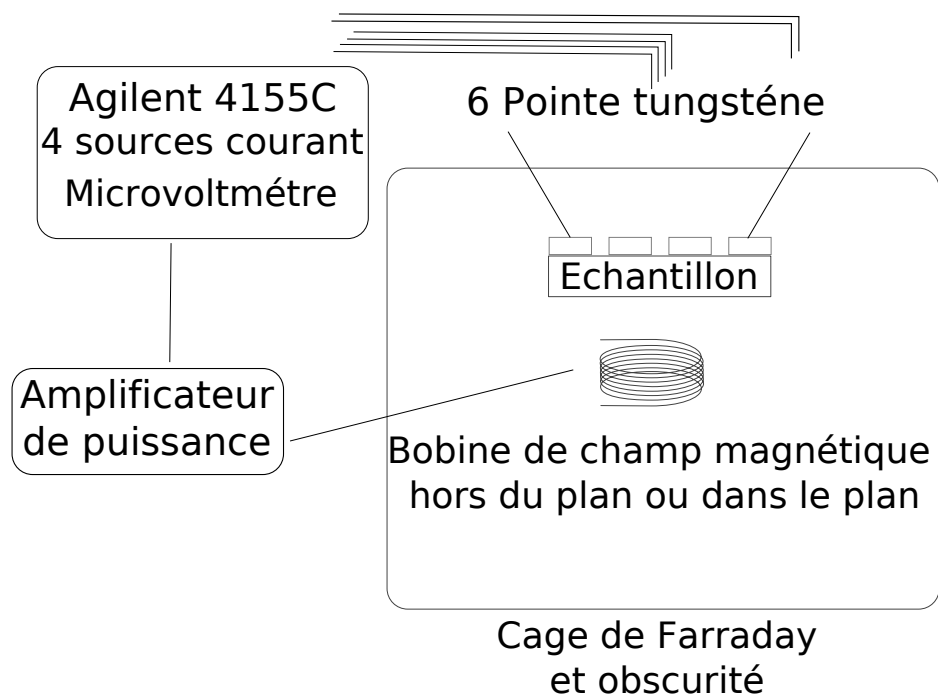 Agilent 4155C
4 sources courant
Microvoltmétre
6 Pointe tungsténe
Echantillon
Amplificateur
de puissance
Bobine de champ magnétique
hors du plan ou dans le plan
Cage de Farraday
et obscurité